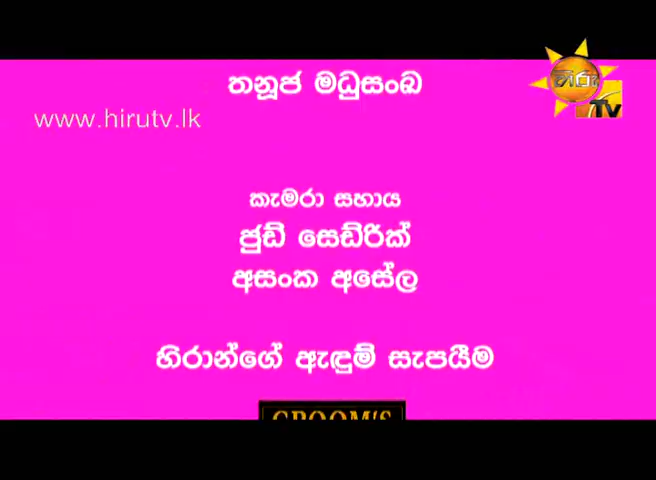 තනූජ මධුසංඛ
හිරු
TV
www.hirutv.lk
කැමරා සහාය
ජූඩ් සෙඩ්රික්
අසංක අසේල
හිරාන්ගේ ඇඳුම් සැපයීම
GROOM'S